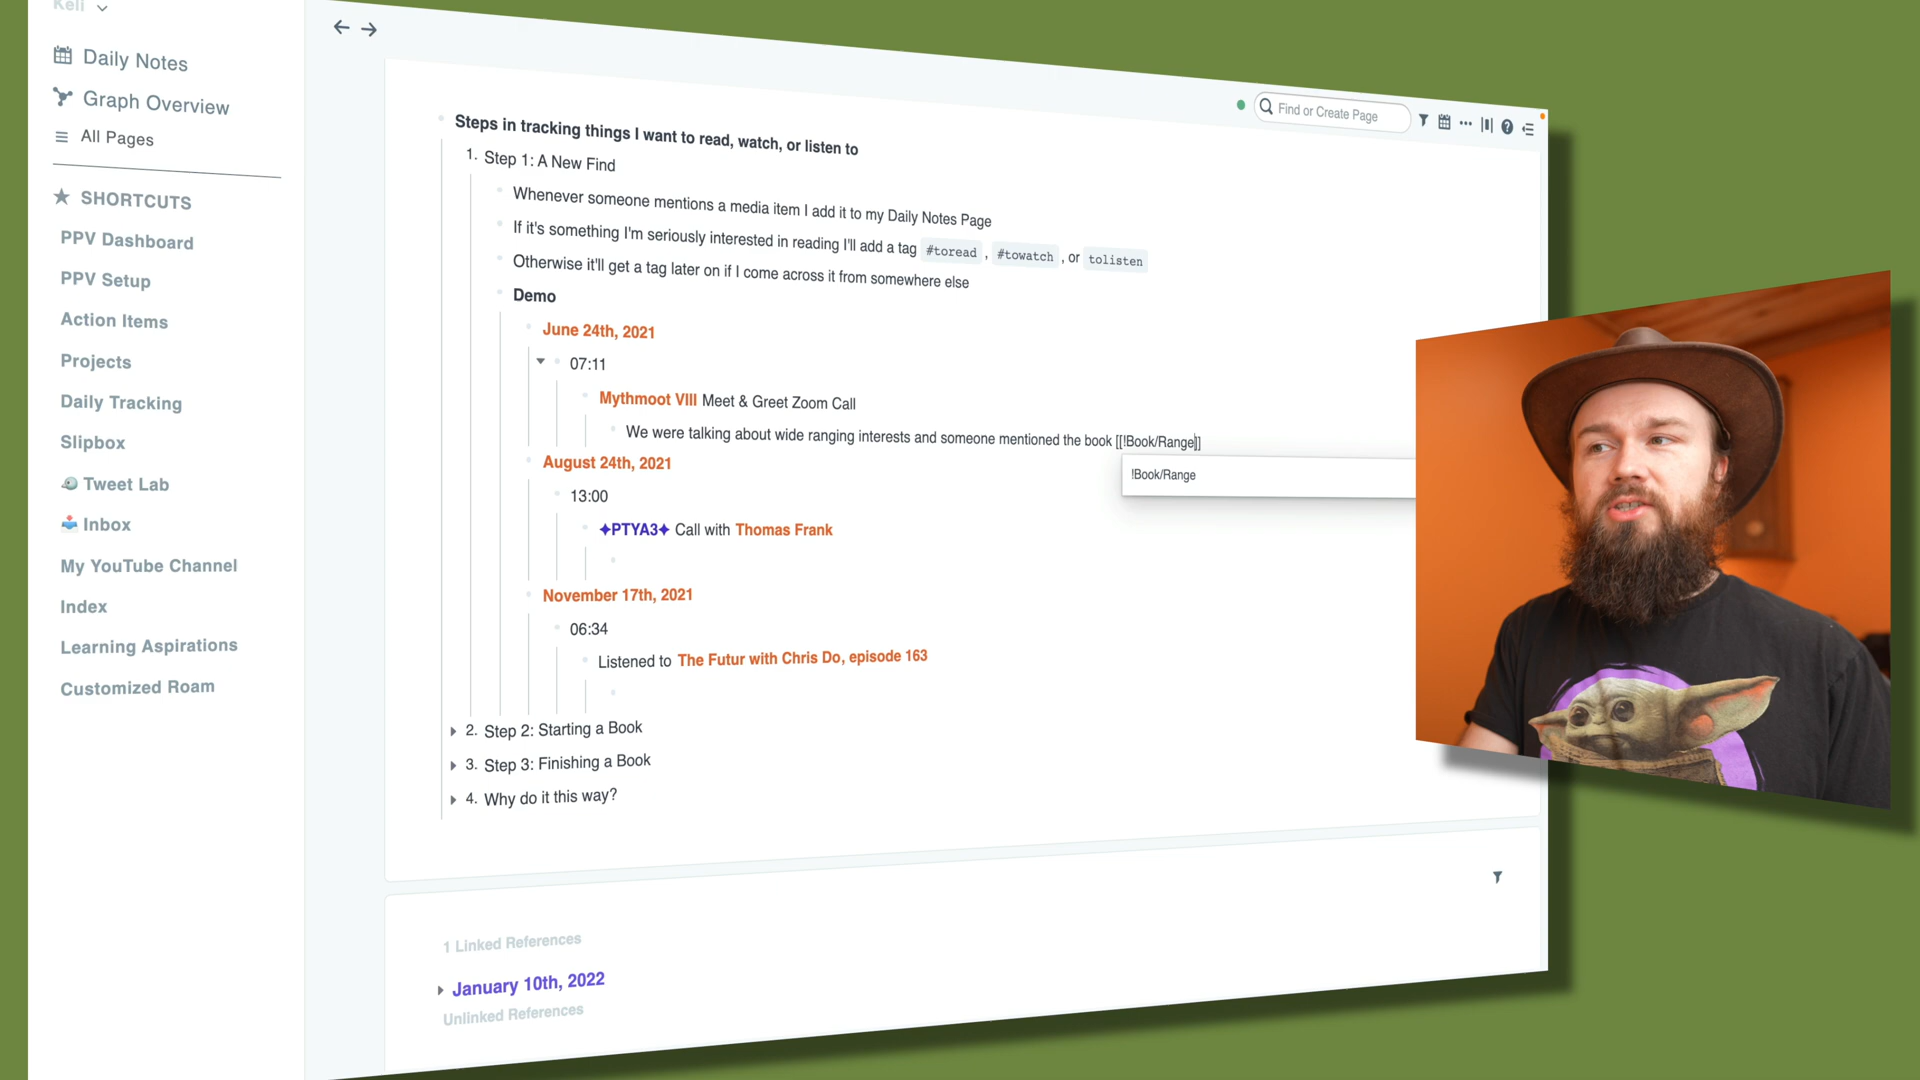 Keli
Daily Notes
Graph Overview
All Pages
SHORTCUTS
PPV Dashboard
PPV Setup
Action Items
Projects
Daily Tracking
Slipbox
Tweet Lab
Inbox
My YouTube Channel
Index
Learning Aspirations
Customized Roam
Find or Create Page
Steps in tracking things I want to read, watch, or listen to
1. Step 1: A New Find
Whenever someone mentions a media item I add it to my Daily Notes Page
If it's something I'm seriously interested in reading I'll add a tag #toread , #towatch , or tolisten
Otherwise it'll get a tag later on if I come across it from somewhere else
Demo
June 24th, 2021
07:11
Mythmoot VIII Meet & Greet Zoom Call
We were talking about wide ranging interests and someone mentioned the book [[!Book/Range]]
!Book/Range
August 24th, 2021
13:00
✦PTYA3✦ Call with Thomas Frank
November 17th, 2021
06:34
Listened to The Futur with Chris Do, episode 163
2. Step 2: Starting a Book
3. Step 3: Finishing a Book
4. Why do it this way?
1 Linked References
January 10th, 2022
Unlinked References